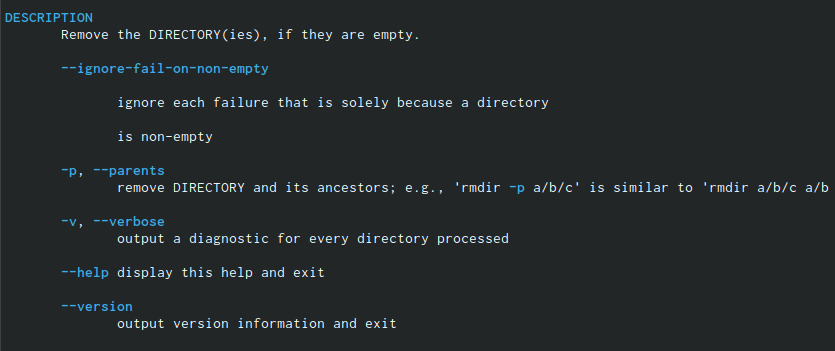 DESCRIPTION
Remove the DIRECTORY(ies), if they are empty.
--ignore-fail-on-non-empty
ignore each failure that is solely because a directory
is non-empty
-p, --parents
remove DIRECTORY and its ancestors; e.g., 'rmdir -p a/b/c' is similar to 'rmdir a/b/c a/b
-v, --verbose
output a diagnostic for every directory processed
--help display this help and exit
--version
output version information and exit